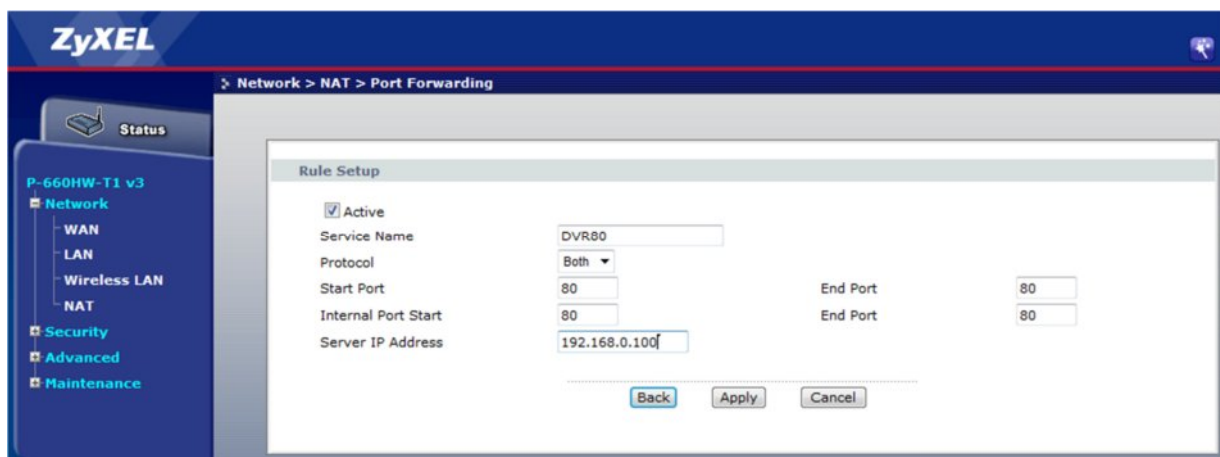 ZyXEL
Network > NAT > Port Forwarding
Status
P-660HW-T1 v3
Network
WAN
LAN
Wireless LAN
NAT
Security
Advanced
Maintenance
Rule Setup
Active
Service Name DVR80
Protocol Both
Start Port 80 End Port 80
Internal Port Start 80 End Port 80
Server IP Address 192.168.0.100
Back Apply Cancel